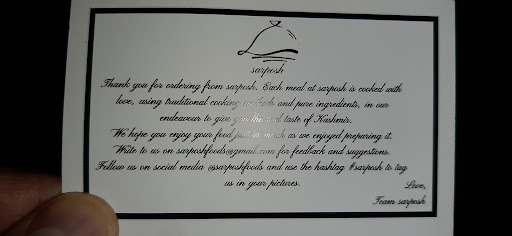 sarposh
Thank you for ordering from sarposh. Each meal at sarposh is cooked with
love, using traditional cooking methods and pure ingredients, in our
endeavour to give you the real taste of Kashmir.
We hope you enjoy your food just as much as we enjoyed preparing it.
Write to us on sarposhfoods@gmail.com for feedback and suggestions.
Follow us on social media @sarposhfoods and use the hashtag #sarposh to tag
us in your pictures.
Love,
Team sarposh